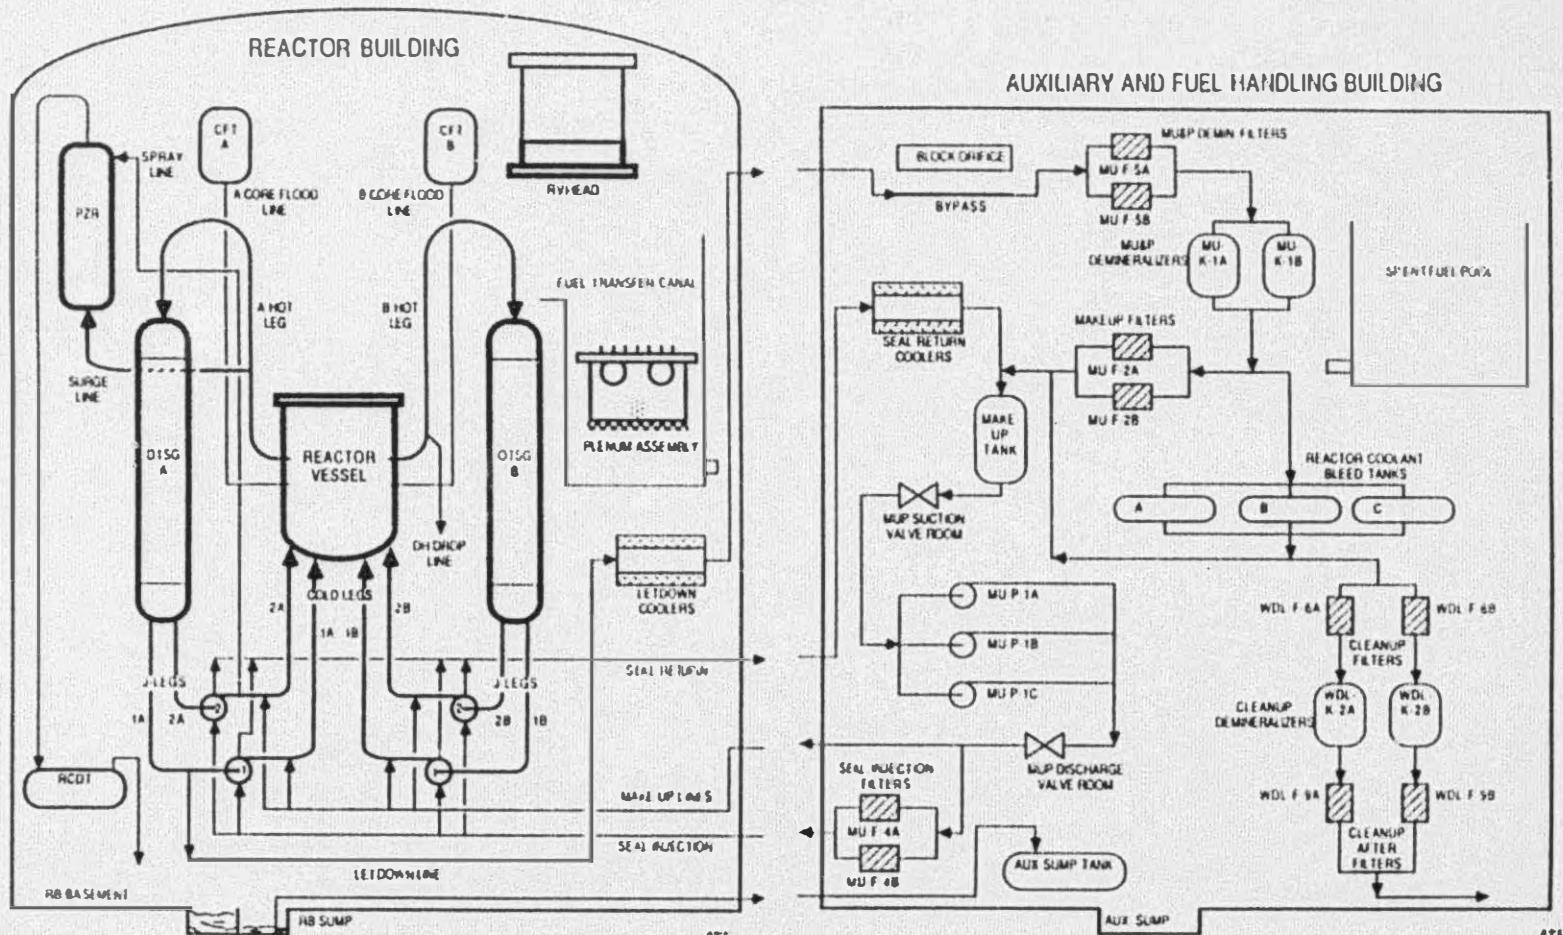 REACTOR BUILDING
CFT
A
CFT
B
RV HEAD
PZR
SPRAY
LINE
A CORE FLOOD
LINE
B CORE FLOOD
LINE
A HOT
LEG
B HOT
LEG
FUEL TRANSFER CANAL
SURGE
LINE
OTSG
A
REACTOR
VESSEL
OTSG
B
PLENUM ASSEMBLY
DH DROP
LINE
COLD LEGS
2A
1A
1B
2B
LETDOWN
COOLERS
SEAL RETURN
J-LEGS
1A
2A
2
J-LEGS
2
2B
1B
1
RCDT
MAKE UP LINES
SEAL INJECTION
LETDOWN LINE
RB BASEMENT
RB SUMP
AUXILIARY AND FUEL HANDLING BUILDING
BLOCK ORIFICE
BYPASS
MU&P DEMIN FILTERS
MU F-5A
MU F-5B
MU&P
DEMINERALIZERS
MU-
K-1A
MU-
K-1B
SPENT FUEL POOL
SEAL RETURN
COOLERS
MAKEUP FILTERS
MU F-2A
MU F-2B
MAKE
UP
TANK
MUP SUCTION
VALVE ROOM
REACTOR COOLANT
BLEED TANKS
A
B
C
MU P-1A
MU P-1B
MU P-1C
WDL-F-6A
WDL F 6B
CLEANUP
FILTERS
WDL-
K-2A
WDL-
K-2B
CLEANUP
DEMINERALIZERS
MUP DISCHARGE
VALVE ROOM
SEAL INJECTION
FILTERS
MU F-4A
MU F-4B
WDL F-9A
WDL F 9B
CLEANUP
AFTER
FILTERS
AUX SUMP TANK
AUX SUMP